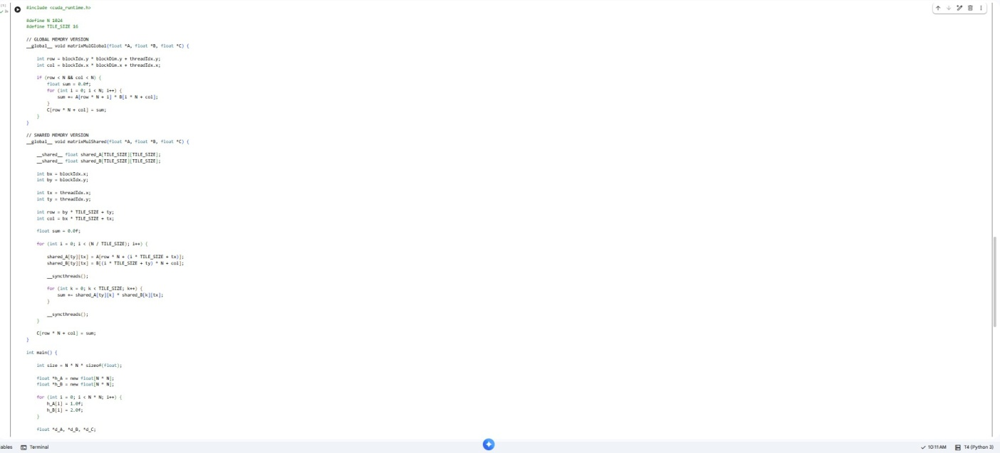 #include <cuda_runtime.h>
#define N 1024
#define TILE_SIZE 16
// GLOBAL MEMORY VERSION
__global__ void matrixMulGlobal(float *A, float *B, float *C) {
int row = blockIdx.y * blockDim.y + threadIdx.y;
int col = blockIdx.x * blockDim.x + threadIdx.x;
if (row < N && col < N) {
float sum = 0.0f;
for (int i = 0; i < N; i++) {
sum += A[row * N + i] * B[i * N + col];
}
C[row * N + col] = sum;
}
}
// SHARED MEMORY VERSION
__global__ void matrixMulShared(float *A, float *B, float *C) {
__shared__ float shared_A[TILE_SIZE][TILE_SIZE];
__shared__ float shared_B[TILE_SIZE][TILE_SIZE];
int bx = blockIdx.x;
int by = blockIdx.y;
int tx = threadIdx.x;
int ty = threadIdx.y;
int row = by * TILE_SIZE + ty;
int col = bx * TILE_SIZE + tx;
float sum = 0.0f;
for (int i = 0; i < (N / TILE_SIZE); i++) {
shared_A[ty][tx] = A[row * N + (i * TILE_SIZE + tx)];
shared_B[ty][tx] = B[(i * TILE_SIZE + ty) * N + col];
__syncthreads();
for (int k = 0; k < TILE_SIZE; k++) {
sum += shared_A[ty][k] * shared_B[k][tx];
}
__syncthreads();
}
C[row * N + col] = sum;
}
int main() {
int size = N * N * sizeof(float);
float *h_A = new float[N * N];
float *h_B = new float[N * N];
for (int i = 0; i < N * N; i++) {
h_A[i] = 1.0f;
h_B[i] = 2.0f;
}
float *d_A, *d_B, *d_C;
ables Terminal 10:11 AM T4 (Python 3)